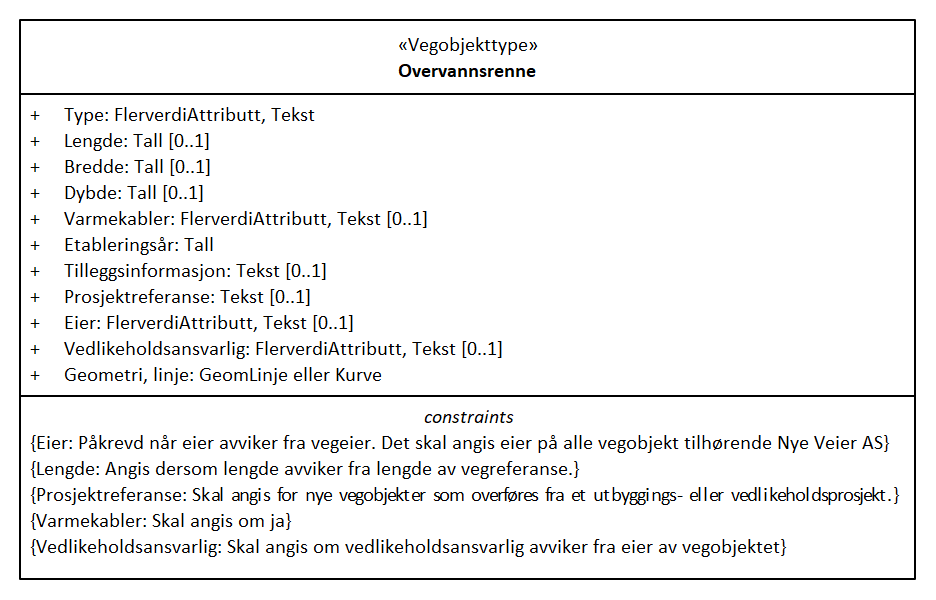 «Vegobjekttype»
Overvannsrenne
+ Type: FlerverdiAttributt, Tekst
+ Lengde: Tall [0..1]
+ Bredde: Tall [0..1]
+ Dybde: Tall [0..1]
+ Varmekabler: FlerverdiAttributt, Tekst [0..1]
+ Etableringsår: Tall
+ Tilleggsinformasjon: Tekst [0..1]
+ Prosjektreferanse: Tekst [0..1]
+ Eier: FlerverdiAttributt, Tekst [0..1]
+ Vedlikeholdsansvarlig: FlerverdiAttributt, Tekst [0..1]
+ Geometri, linje: GeomLinje eller Kurve
constraints
{Eier: Påkrevd når eier avviker fra vegeier. Det skal angis eier på alle vegobjekt tilhørende Nye Veier AS}
{Lengde: Angis dersom lengde avviker fra lengde av vegreferanse.}
{Prosjektreferanse: Skal angis for nye vegobjekter som overføres fra et utbyggings- eller vedlikeholdsprosjekt.}
{Varmekabler: Skal angis om ja}
{Vedlikeholdsansvarlig: Skal angis om vedlikeholdsansvarlig avviker fra eier av vegobjektet}